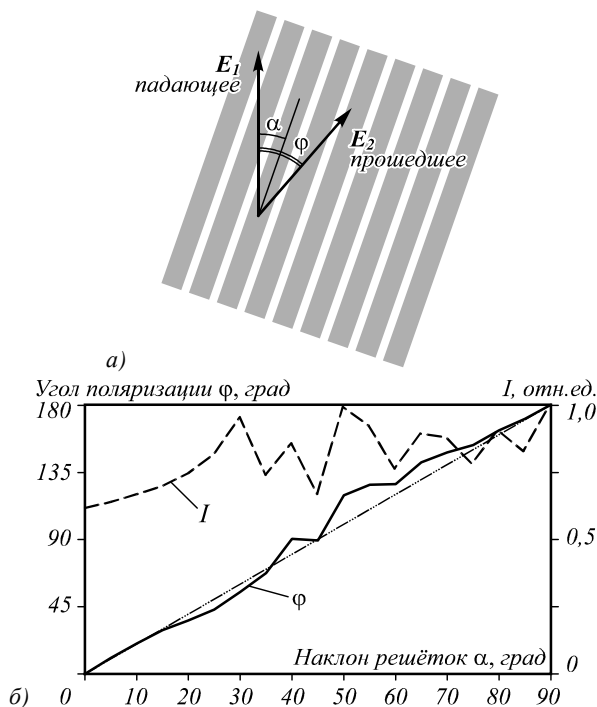 E1
падающее
α
φ
E2
прошедшее
а)
Угол поляризации φ, град
I, отн.ед.
180
1,0
135
I
90
0,5
45
φ
Наклон решёток α, град
0
б)
0
10
20
30
40
50
60
70
80
90